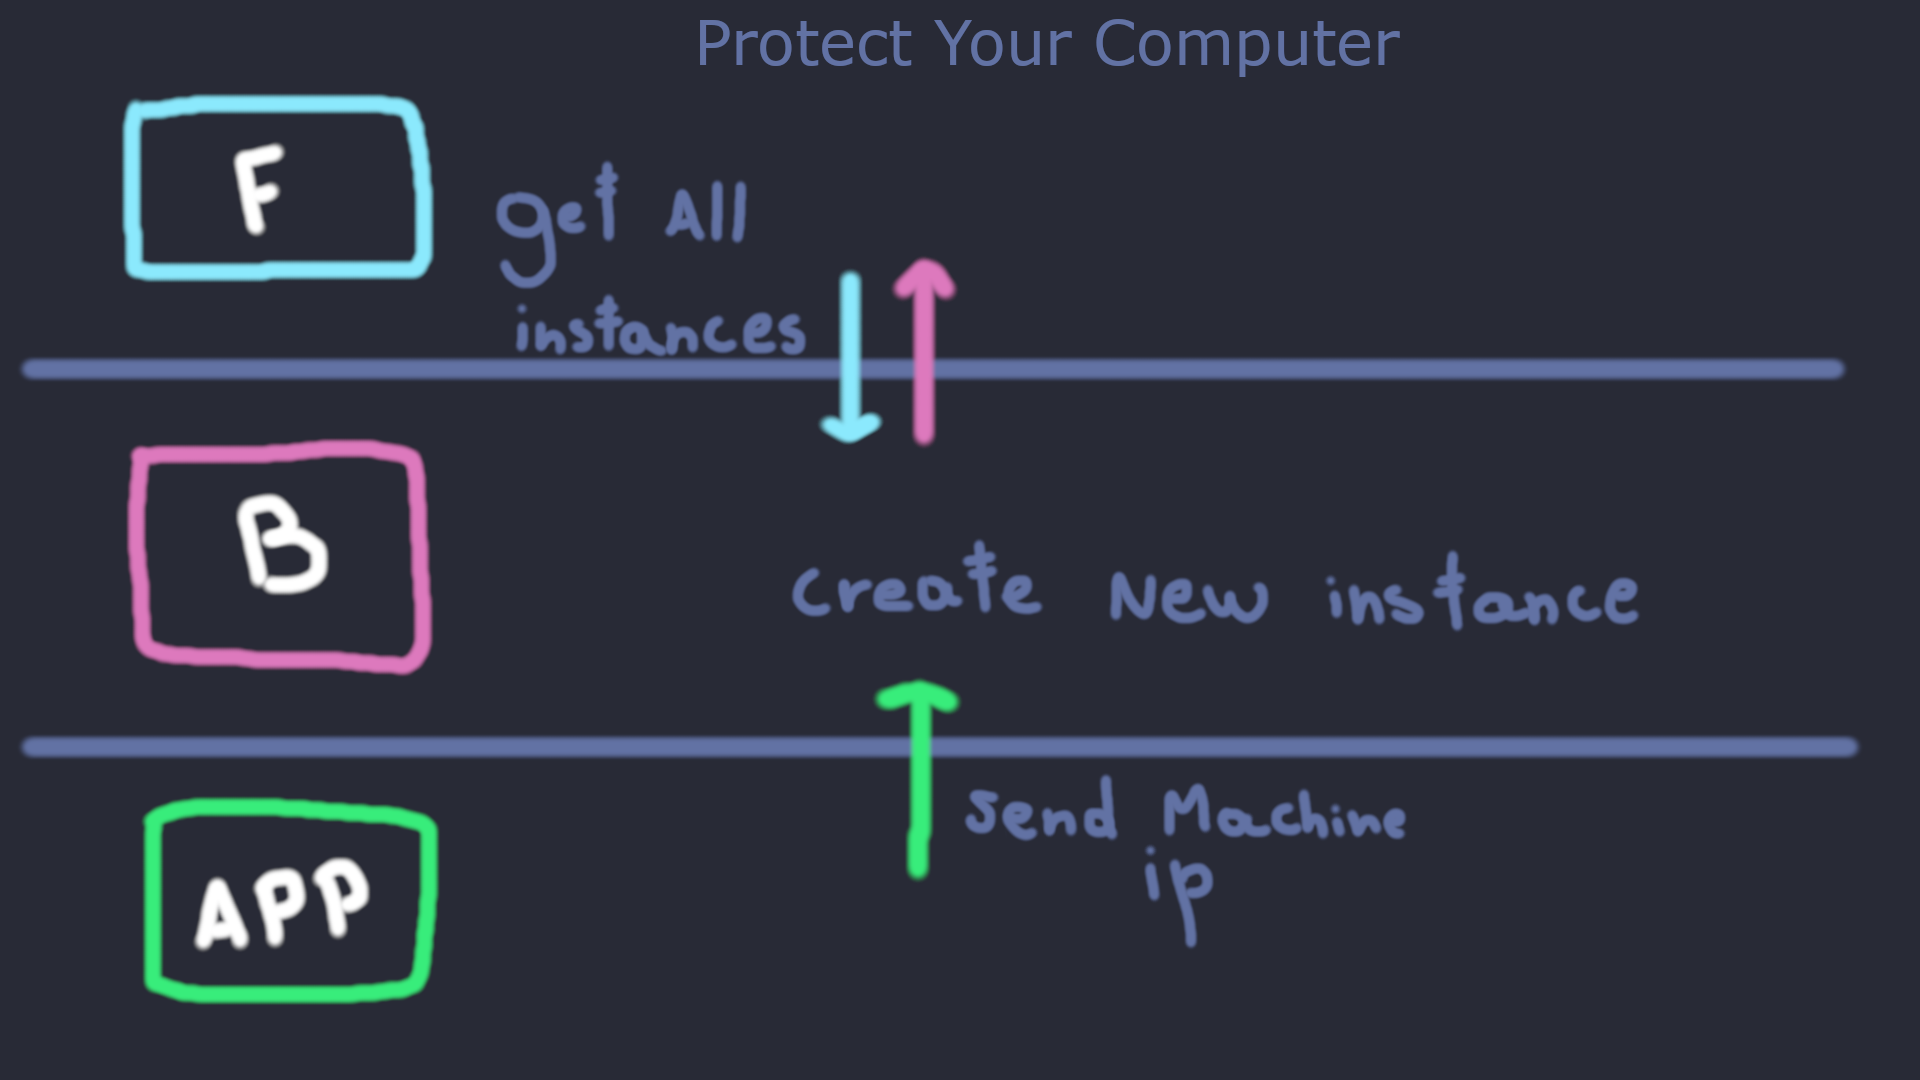 Protect Your Computer
F
get All
instances
B
Create New instance
Send Machine
ip
APP